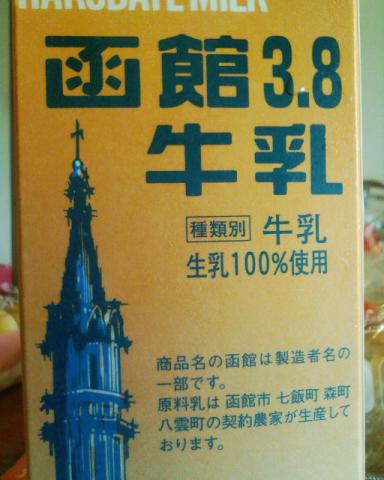 HAKODATE MILK
函館3.8
牛乳
種類別 牛乳
生乳100%使用
商品名の函館は製造者名の
一部です。
原料乳は 函館市 七飯町 森町
八雲町の契約農家が生産して
おります。